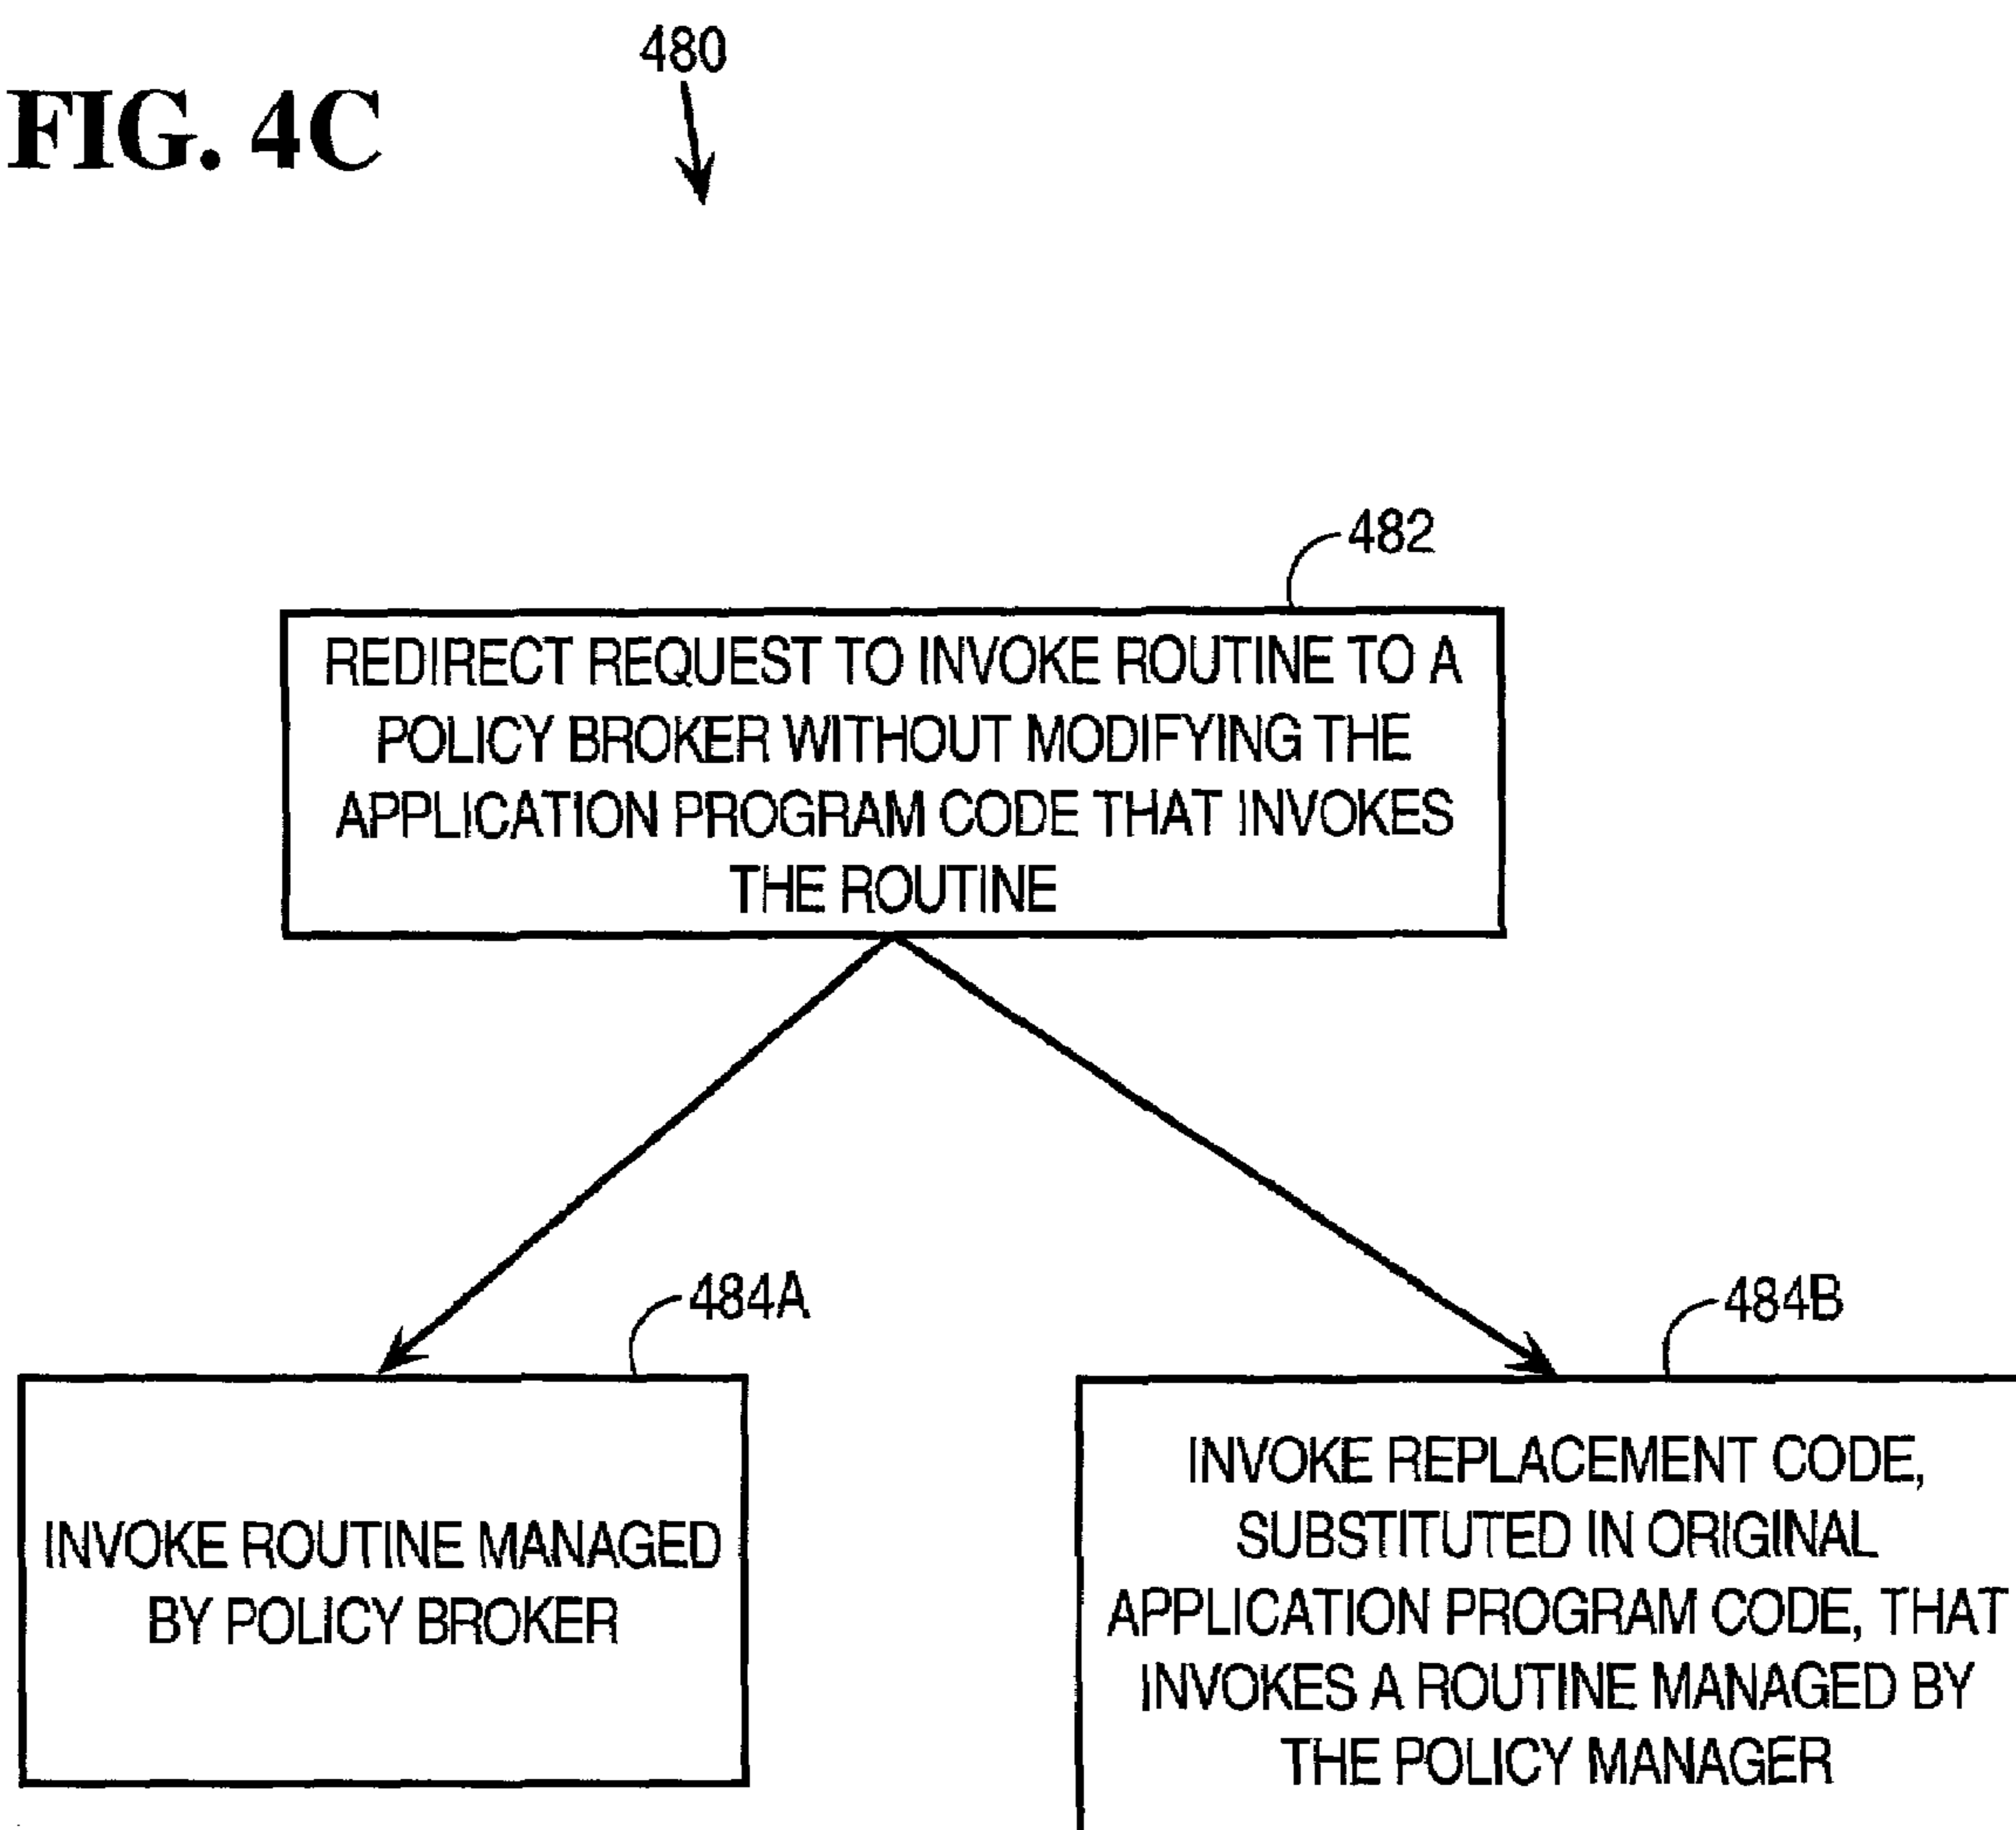 480
FIG. 4C
482
REDIRECT REQUEST TO INVOKE ROUTINE TO A
POLICY BROKER WITHOUT MODIFYING THE
APPLICATION PROGRAM CODE THAT INVOKES
THE ROUTINE
484A
INVOKE ROUTINE MANAGED
BY POLICY BROKER
484B
INVOKE REPLACEMENT CODE,
SUBSTITUTED IN ORIGINAL
APPLICATION PROGRAM CODE, THAT
INVOKES A ROUTINE MANAGED BY
THE POLICY MANAGER